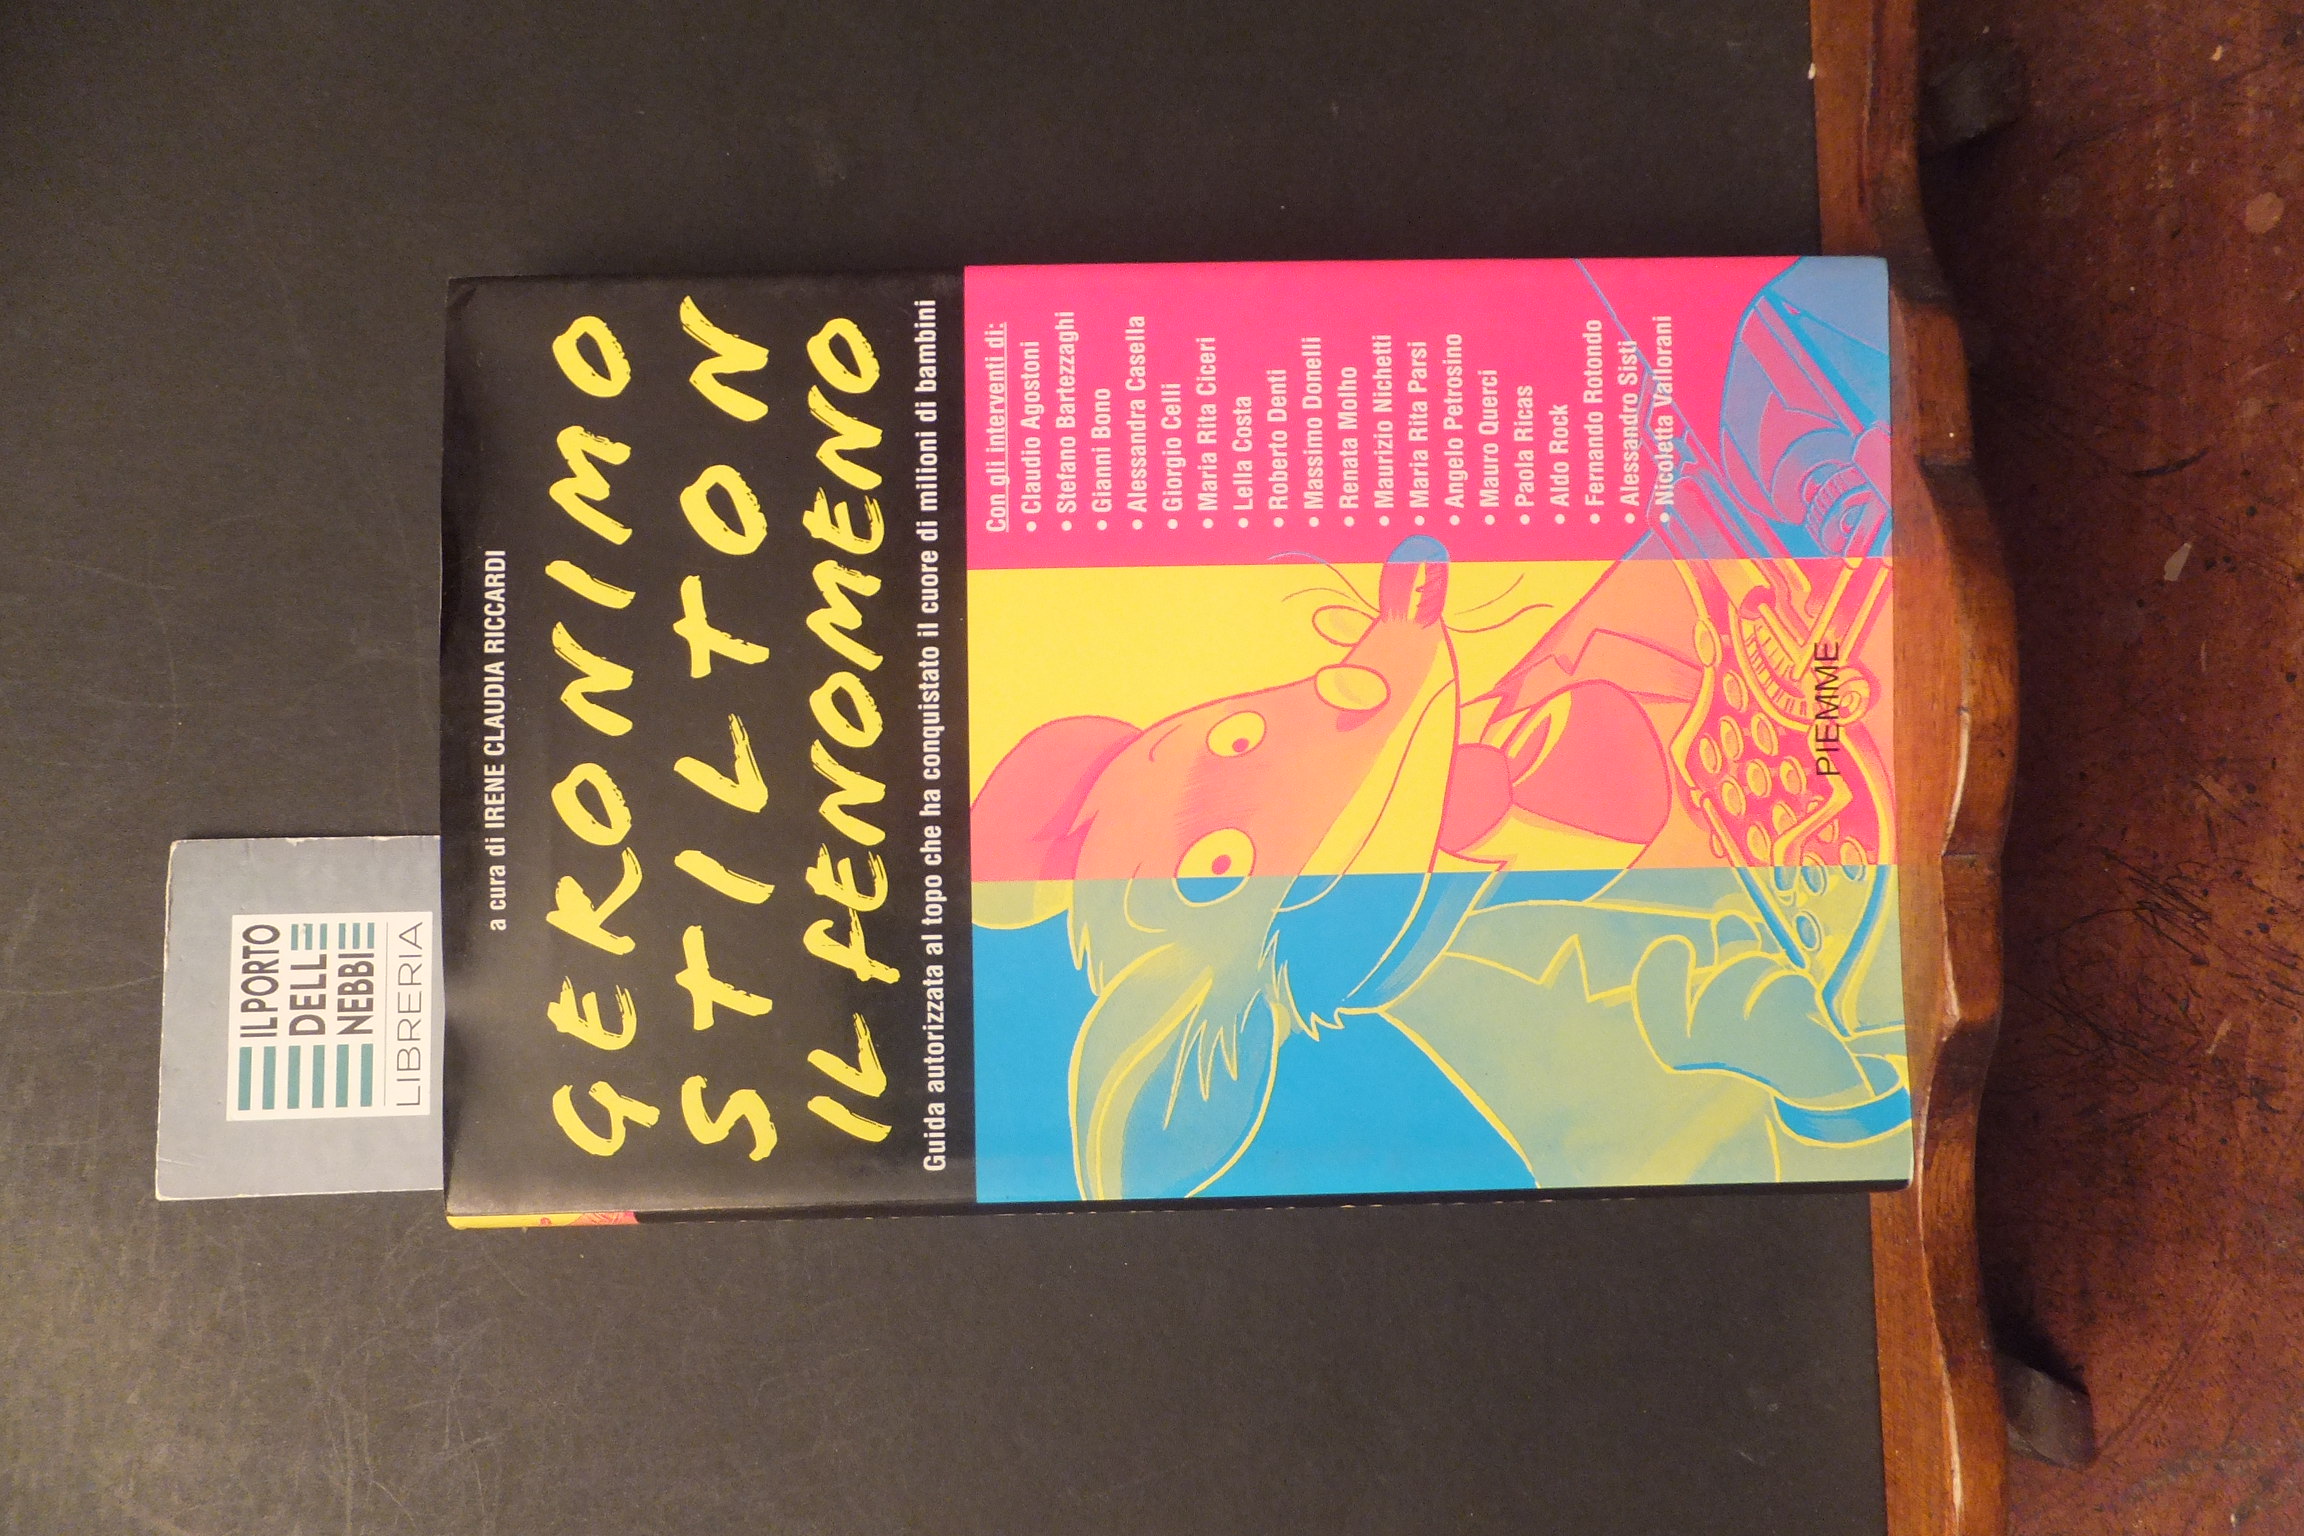 IL PORTO
DELLE
NEBBIE
LIBRERIA
a cura di IRENE CLAUDIA RICCARDI
GERONIMO
STILTON
IL FENOMENO
Guida autorizzata al topo che ha conquistato il cuore di milioni di bambini
Con gli interventi di:
• Claudio Agostoni
• Stefano Bartezzaghi
• Gianni Bono
• Alessandra Casella
• Giorgio Celli
• Maria Rita Ciceri
• Lella Costa
• Roberto Denti
• Massimo Donelli
• Renata Molho
• Maurizio Nichetti
• Maria Rita Parsi
• Angelo Petrosino
• Mauro Querci
• Paola Ricas
• Aldo Rock
• Fernando Rotondo
• Alessandro Sisti
• Nicoletta Vallorani
PIEMME